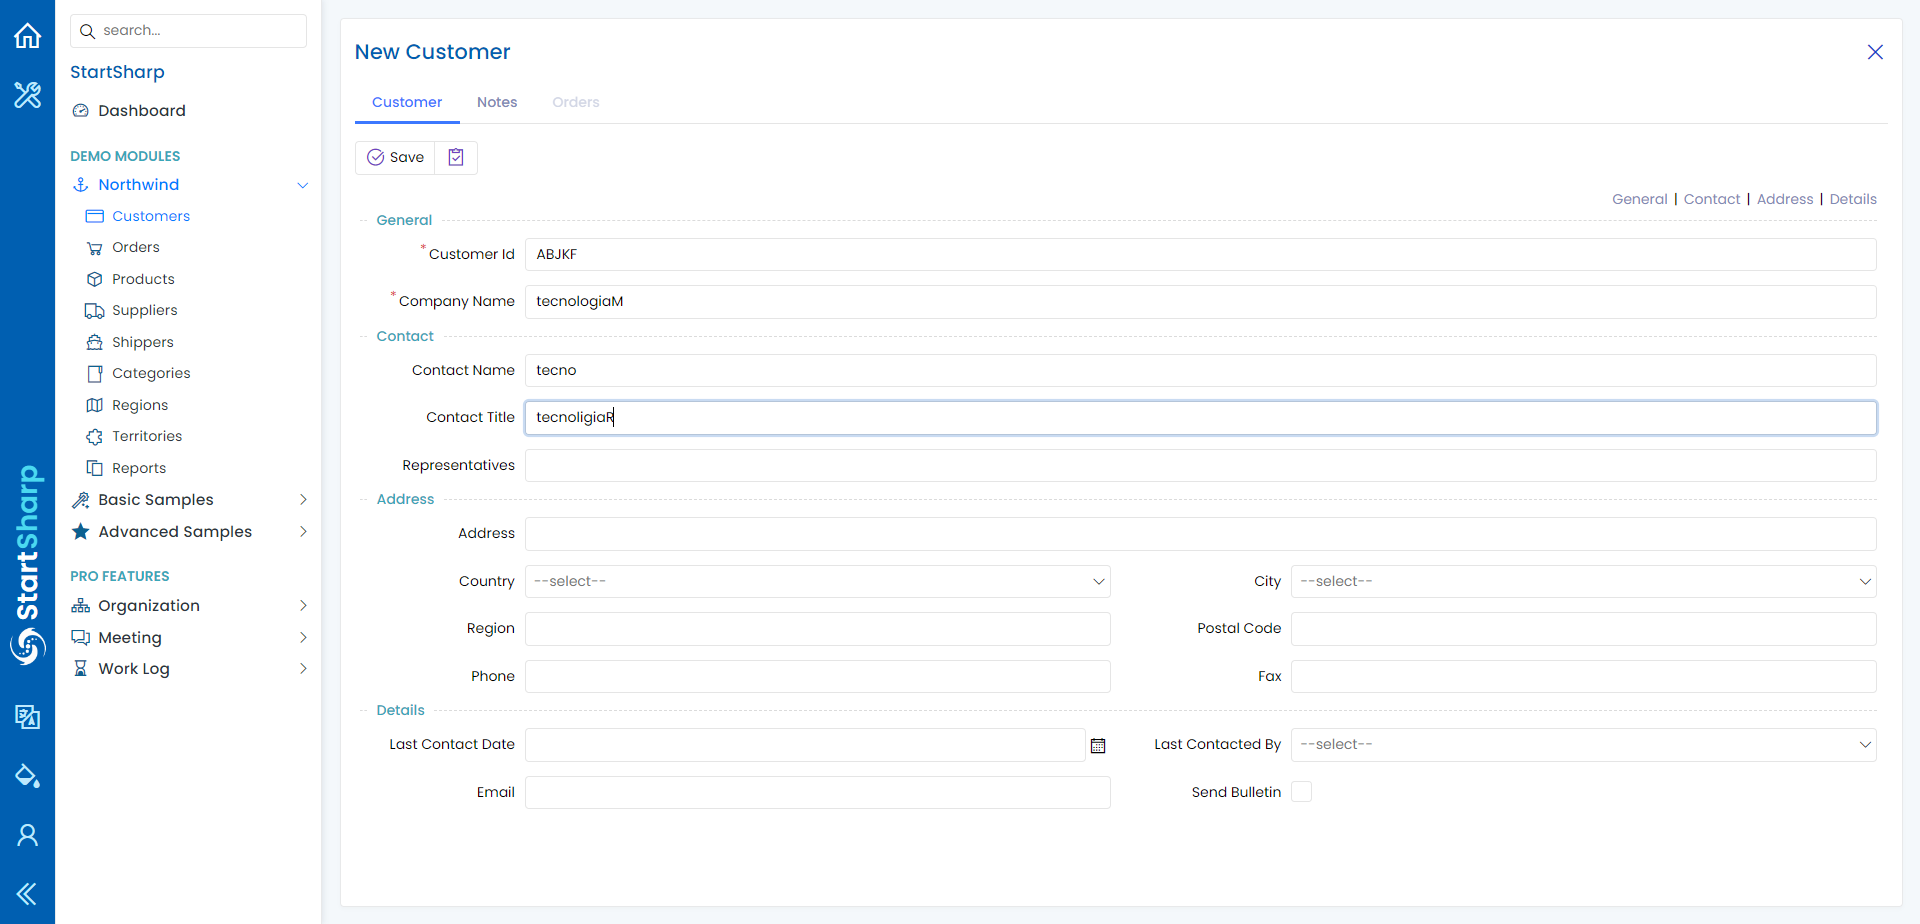 search...
StartSharp
Dashboard
DEMO MODULES
Northwind
Customers
Orders
Products
Suppliers
Shippers
Categories
Regions
Territories
Reports
Basic Samples
Advanced Samples
PRO FEATURES
Organization
Meeting
Work Log
StartSharp
New Customer
Customer Notes Orders
Save
General | Contact | Address | Details
General
*Customer Id ABJKF
*Company Name tecnologiaM
Contact
Contact Name tecno
Contact Title tecnoligiaR
Representatives
Address
Address
Country --select-- City --select--
Region Postal Code
Phone Fax
Details
Last Contact Date Last Contacted By --select--
Email Send Bulletin